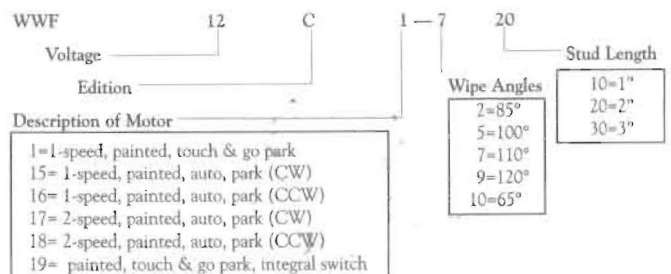 WWF 12 C 1 — 7 20
Voltage
Stud Length
Edition
Wipe Angles
10=1"
20=2"
30=3"
Description of Motor
2=85°
5=100°
7=110°
9=120°
10=65°
1=1-speed, painted, touch & go park
15= 1-speed, painted, auto, park (CW)
16= 1-speed, painted, auto, park (CCW)
17= 2-speed, painted, auto, park (CW)
18= 2-speed, painted, auto, park (CCW)
19= painted, touch & go park, integral switch